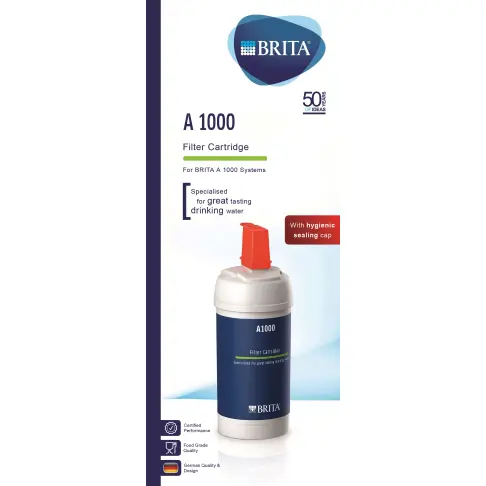 BRITA®
50 YEARS OF IDEAS
A 1000
Filter Cartridge
For BRITA A 1000 Systems
Specialised
for great tasting
drinking water
With hygienic
sealing cap
A1000
Filter Cartridge
BRITA
Certified
Performance
Food Grade
Quality
German Quality &
Design